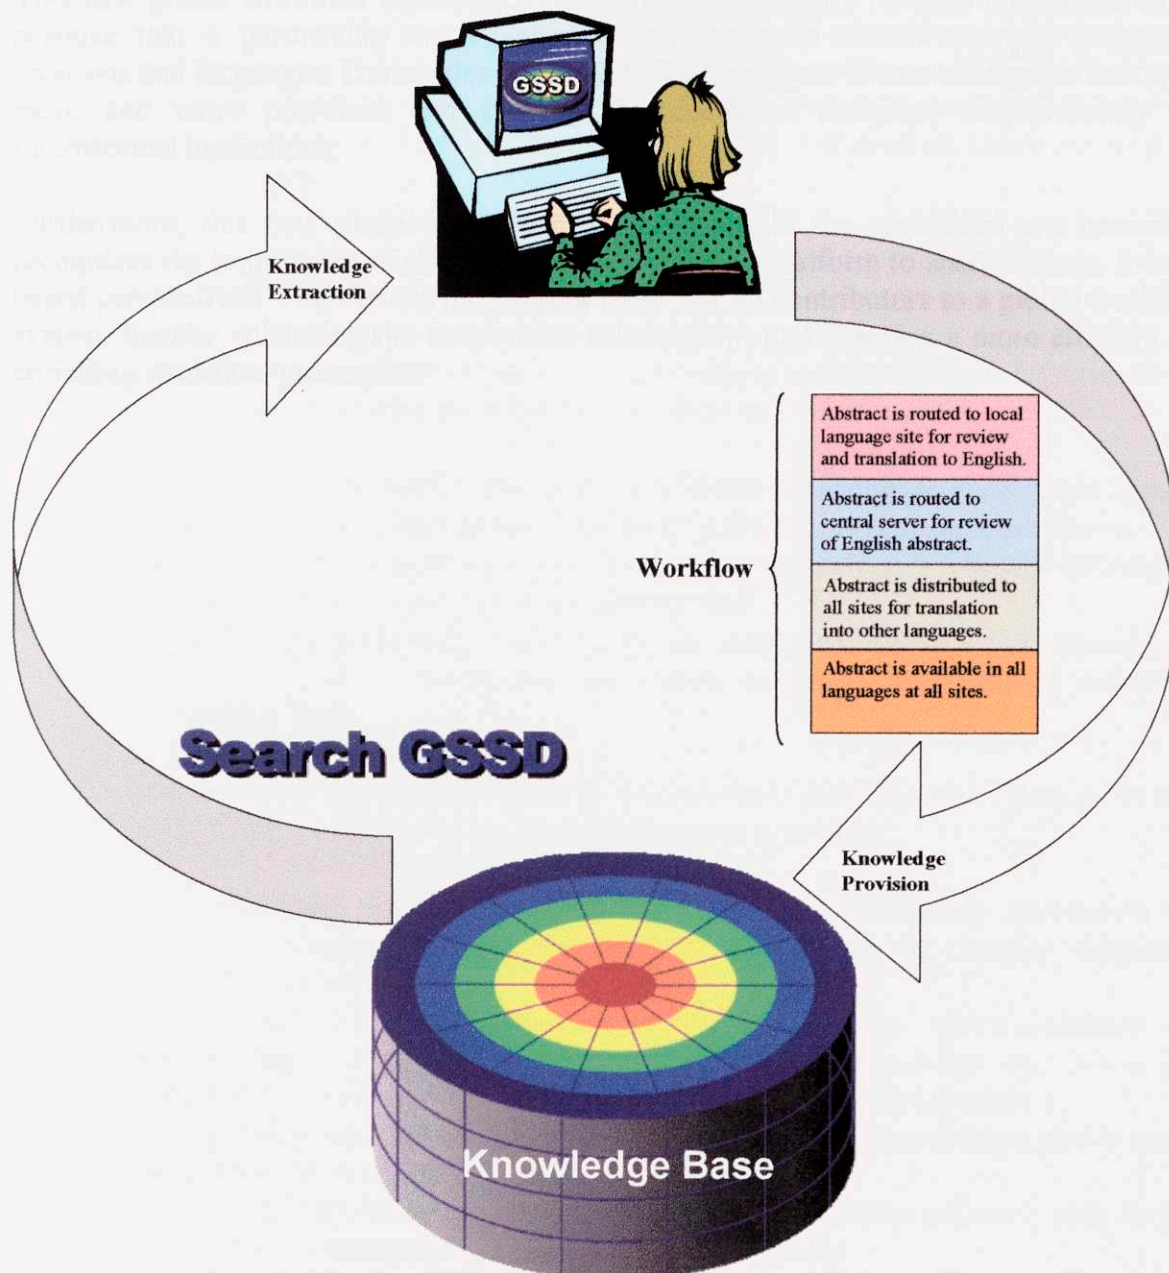 GSSD
Knowledge
Extraction
Abstract is routed to local
language site for review
and translation to English.
Abstract is routed to
central server for review
of English abstract.
Workflow
Abstract is distributed to
all sites for translation
into other languages.
Abstract is available in all
languages at all sites.
Search GSSD
Knowledge
Provision
Knowledge Base